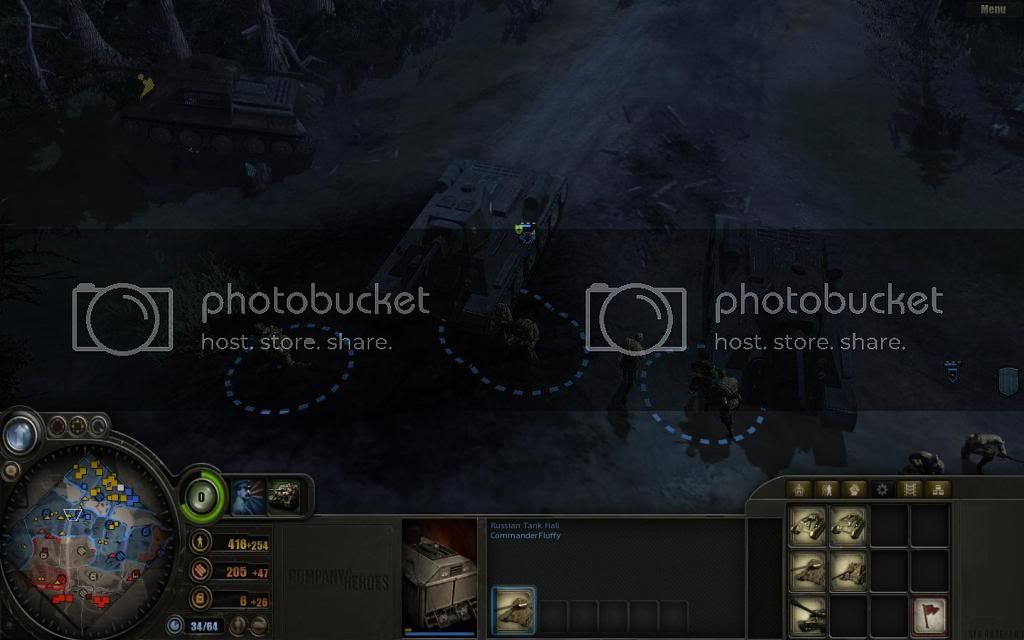 Menu
photobucket
host. store. share.
photobucket
host. store. share.
0
416+254
205 +47
6 +26
34/64
COMPANY HEROES
Russian Tank Hall
CommanderFluffy